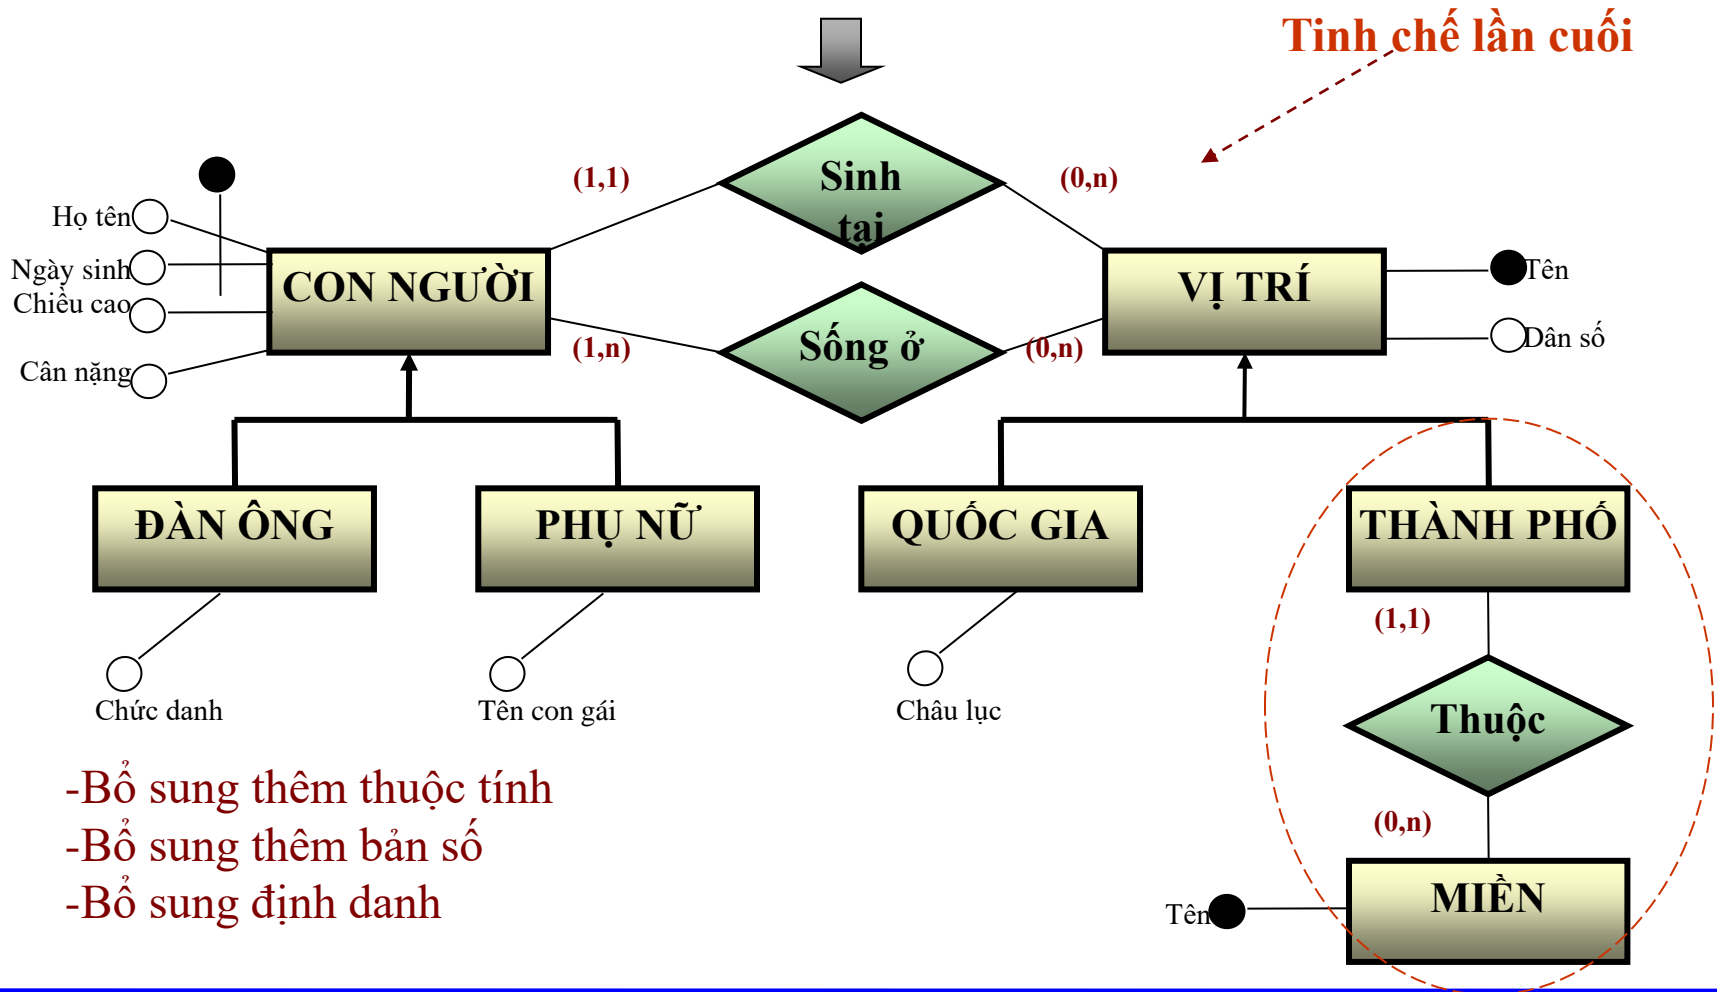 Tinh chế lần cuối
Sinh
tại
(1,1)
(0,n)
Họ tên
Ngày sinh
Chiều cao
Cân nặng
CON NGƯỜI
VỊ TRÍ
Tên
Dân số
Sống ở
(1,n)
(0,n)
ĐÀN ÔNG
PHỤ NỮ
QUỐC GIA
THÀNH PHỐ
(1,1)
Chức danh
Tên con gái
Châu lục
Thuộc
-Bổ sung thêm thuộc tính
-Bổ sung thêm bản số
-Bổ sung định danh
(0,n)
MIỀN
Tên